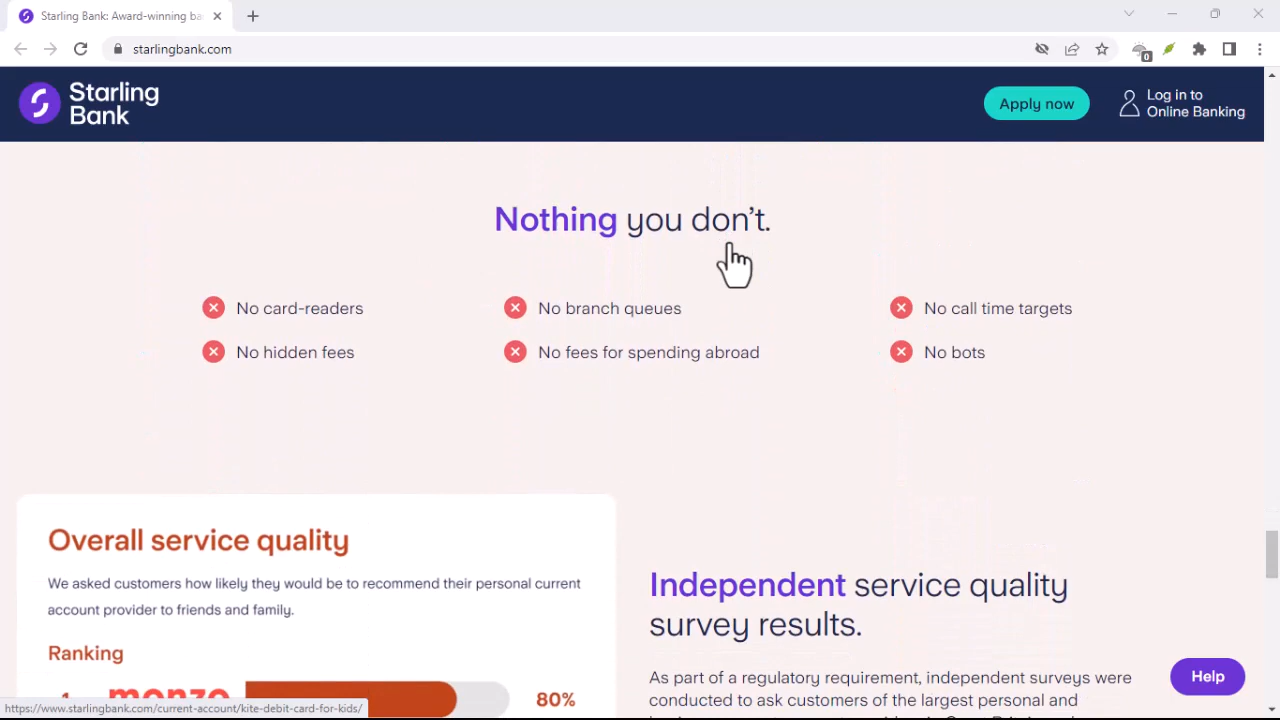 Starling Bank: Award-winning ba
starlingbank.com
0
Starling
Bank
Apply now
Log in to
Online Banking
Nothing you don't.
No card-readers
No branch queues
No call time targets
No hidden fees
No fees for spending abroad
No bots
Overall service quality
We asked customers how likely they would be to recommend their personal current
account provider to friends and family.
Ranking
1 monzo 80%
Independent service quality
survey results.
As part of a regulatory requirement, independent surveys were
conducted to ask customers of the largest personal and
Help
https://www.starlingbank.com/current-account/kite-debit-card-for-kids/